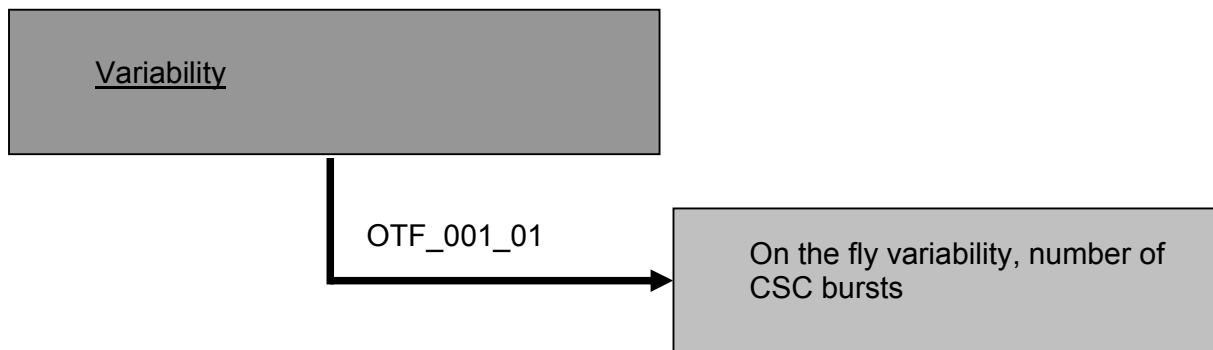 Variability
OTF_001_01
On the fly variability, number of
CSC bursts